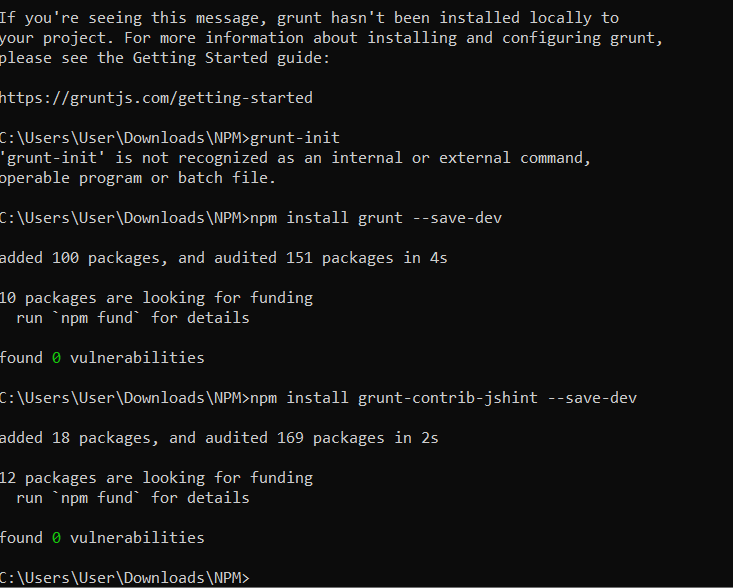 If you're seeing this message, grunt hasn't been installed locally to
your project. For more information about installing and configuring grunt,
please see the Getting Started guide:
https://gruntjs.com/getting-started
C:\Users\User\Downloads\NPM>grunt-init
'grunt-init' is not recognized as an internal or external command,
operable program or batch file.
C:\Users\User\Downloads\NPM>npm install grunt --save-dev
added 100 packages, and audited 151 packages in 4s
10 packages are looking for funding
  run `npm fund` for details
found 0 vulnerabilities
C:\Users\User\Downloads\NPM>npm install grunt-contrib-jshint --save-dev
added 18 packages, and audited 169 packages in 2s
12 packages are looking for funding
  run `npm fund` for details
found 0 vulnerabilities
C:\Users\User\Downloads\NPM>